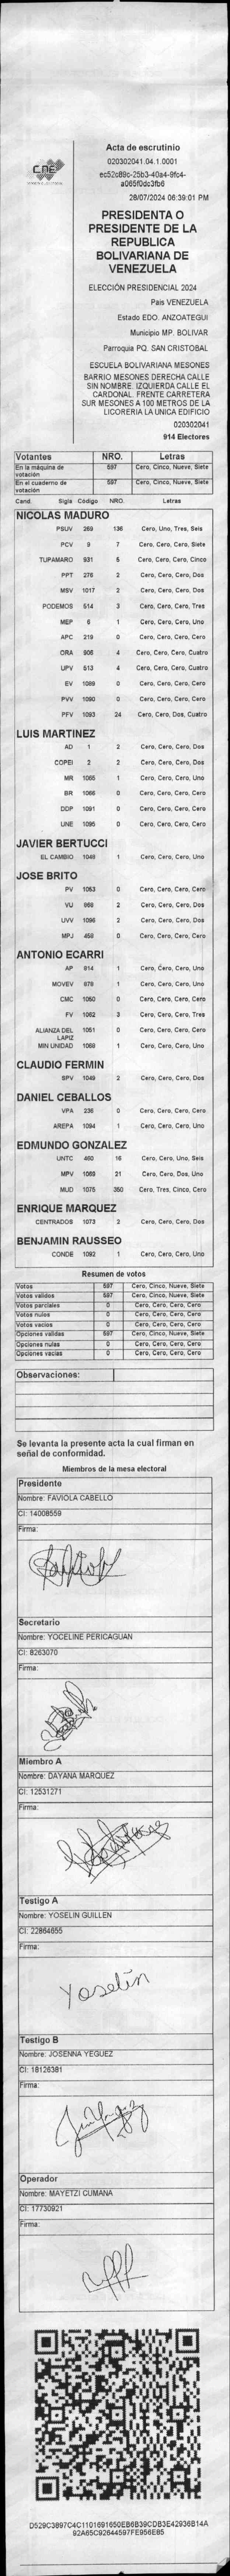 CNE
Acta de escrutinio
020302041.04.1.0001
ec52c89c-25b3-40a4-9fc4-
a065f0dc3fb6
28/07/2024 06:39:01 PM
PRESIDENTA O
PRESIDENTE DE LA
REPUBLICA
BOLIVARIANA DE
VENEZUELA
ELECCIÓN PRESIDENCIAL 2024
Pais VENEZUELA
Estado EDO. ANZOATEGUI
Municipio MP. BOLIVAR
Parroquia PQ. SAN CRISTOBAL
ESCUELA BOLIVARIANA MESONES
BARRIO MESONES DERECHA CALLE
SIN NOMBRE. IZQUIERDA CALLE EL
CARDONAL. FRENTE CARRETERA
SUR MESONES A 100 METROS DE LA
LICORERIA LA UNICA EDIFICIO
020302041
914 Electores
Votantes NRO. Letras
En la máquina de votación 597 Cero, Cinco, Nueve, Siete
En el cuaderno de votación 597 Cero, Cinco, Nueve, Siete
Cand. Sigla Código NRO. Letras
NICOLAS MADURO
PSUV 269 136 Cero, Uno, Tres, Seis
PCV 9 7 Cero, Cero, Cero, Siete
TUPAMARO 931 5 Cero, Cero, Cero, Cinco
PPT 276 2 Cero, Cero, Cero, Dos
MSV 1017 2 Cero, Cero, Cero, Dos
PODEMOS 514 3 Cero, Cero, Cero, Tres
MEP 6 1 Cero, Cero, Cero, Uno
APC 219 0 Cero, Cero, Cero, Cero
ORA 906 4 Cero, Cero, Cero, Cuatro
UPV 513 4 Cero, Cero, Cero, Cuatro
EV 1089 0 Cero, Cero, Cero, Cero
PVV 1090 0 Cero, Cero, Cero, Cero
PFV 1093 24 Cero, Cero, Dos, Cuatro
LUIS MARTINEZ
AD 1 2 Cero, Cero, Cero, Dos
COPEI 2 2 Cero, Cero, Cero, Dos
MR 1065 1 Cero, Cero, Cero, Uno
BR 1066 0 Cero, Cero, Cero, Cero
DDP 1091 0 Cero, Cero, Cero, Cero
UNE 1095 0 Cero, Cero, Cero, Cero
JAVIER BERTUCCI
EL CAMBIO 1048 1 Cero, Cero, Cero, Uno
JOSE BRITO
PV 1063 0 Cero, Cero, Cero, Cero
VU 968 2 Cero, Cero, Cero, Dos
UVV 1096 2 Cero, Cero, Cero, Dos
MPJ 458 0 Cero, Cero, Cero, Cero
ANTONIO ECARRI
AP 814 1 Cero, Cero, Cero, Uno
MOVEV 878 1 Cero, Cero, Cero, Uno
CMC 1050 0 Cero, Cero, Cero, Cero
FV 1062 3 Cero, Cero, Cero, Tres
ALIANZA DEL LAPIZ 1051 0 Cero, Cero, Cero, Cero
MIN UNIDAD 1068 1 Cero, Cero, Cero, Uno
CLAUDIO FERMIN
SPV 1049 2 Cero, Cero, Cero, Dos
DANIEL CEBALLOS
VPA 236 0 Cero, Cero, Cero, Cero
AREPA 1094 1 Cero, Cero, Cero, Uno
EDMUNDO GONZALEZ
UNTC 460 16 Cero, Cero, Uno, Seis
MPV 1069 21 Cero, Cero, Dos, Uno
MUD 1075 350 Cero, Tres, Cinco, Cero
ENRIQUE MARQUEZ
CENTRADOS 1073 2 Cero, Cero, Cero, Dos
BENJAMIN RAUSSEO
CONDE 1092 1 Cero, Cero, Cero, Uno
Resumen de votos
Votos 597 Cero, Cinco, Nueve, Siete
Votos validos 597 Cero, Cinco, Nueve, Siete
Votos parciales 0 Cero, Cero, Cero, Cero
Votos nulos 0 Cero, Cero, Cero, Cero
Votos vacios 0 Cero, Cero, Cero, Cero
Opciones validas 597 Cero, Cinco, Nueve, Siete
Opciones nulas 0 Cero, Cero, Cero, Cero
Opciones vacias 0 Cero, Cero, Cero, Cero
Observaciones:
Se levanta la presente acta la cual firman en
señal de conformidad.
Miembros de la mesa electoral
Presidente
Nombre: FAVIOLA CABELLO
CI: 14008559
Firma:
Secretario
Nombre: YOCELINE PERICAGUAN
CI: 8263070
Firma:
Miembro A
Nombre: DAYANA MARQUEZ
CI: 12531271
Firma:
Testigo A
Nombre: YOSELIN GUILLEN
CI: 22864655
Firma:
Yoselin
Testigo B
Nombre: JOSENNA YEGUEZ
CI: 18126381
Firma:
Operador
Nombre: MAYETZI CUMANA
CI: 17730921
Firma:
D529C3897C4C1101691650EB6B39CDB3E42936B14A
92A65C92644597FE956E85